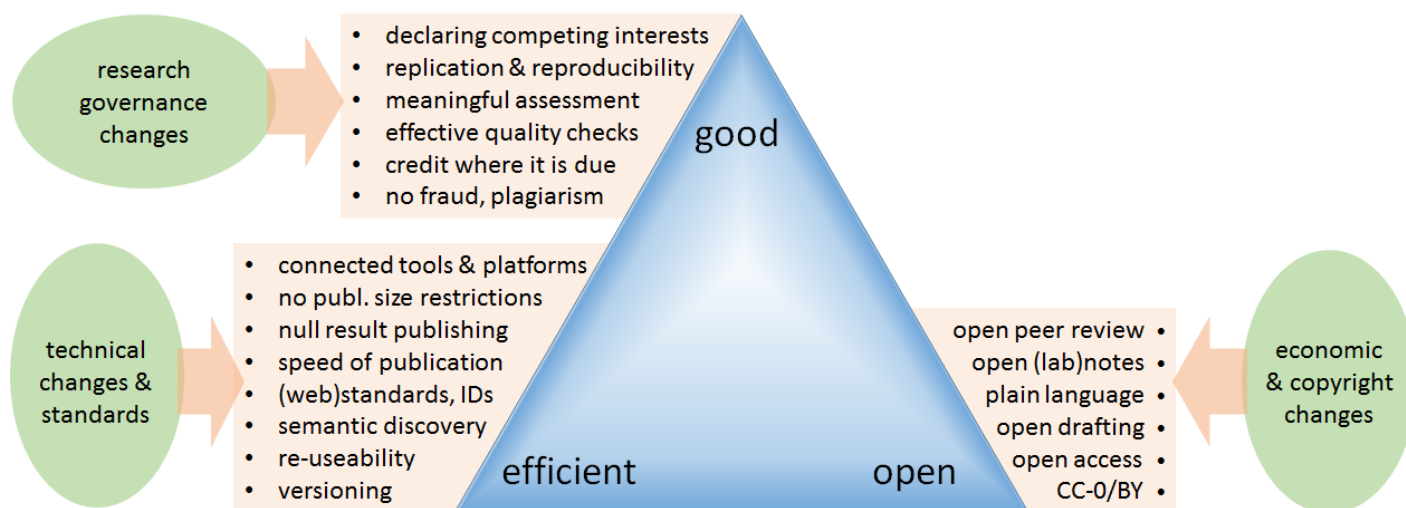 research
governance
changes
• declaring competing interests
• replication & reproducibility
• meaningful assessment
• effective quality checks
• credit where it is due
• no fraud, plagiarism
good
technical
changes &
standards
• connected tools & platforms
• no publ. size restrictions
• null result publishing
• speed of publication
• (web)standards, IDs
• semantic discovery
• re-useability
• versioning
efficient
open
open peer review •
open (lab)notes •
plain language •
open drafting •
open access •
CC-0/BY •
economic
& copyright
changes